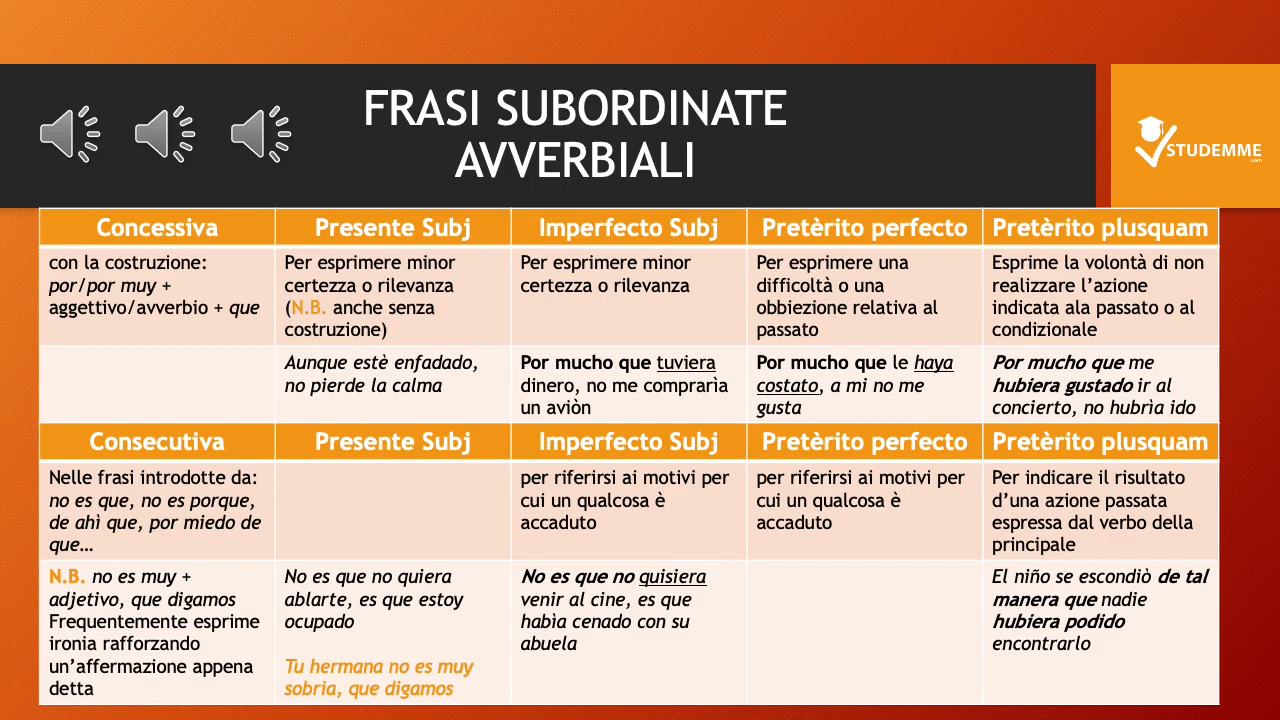 FRASI SUBORDINATE
AVVERBIALI
STUDEMME
.com
Concessiva
Presente Subj
Imperfecto Subj
Pretèrito perfecto
Pretèrito plusquam
con la costruzione:
por/por muy +
aggettivo/avverbio + que
Per esprimere minor
certezza o rilevanza
(N.B. anche senza
costruzione)
Per esprimere minor
certezza o rilevanza
Per esprimere una
difficoltà o una
obbiezione relativa al
passato
Esprime la volontà di non
realizzare l’azione
indicata ala passato o al
condizionale
Aunque estè enfadado,
no pierde la calma
Por mucho que tuviera
dinero, no me comprarìa
un aviòn
Por mucho que le haya
costato, a mi no me
gusta
Por mucho que me
hubiera gustado ir al
concierto, no hubrìa ido
Consecutiva
Presente Subj
Imperfecto Subj
Pretèrito perfecto
Pretèrito plusquam
Nelle frasi introdotte da:
no es que, no es porque,
de ahì que, por miedo de
que…
per riferirsi ai motivi per
cui un qualcosa è
accaduto
per riferirsi ai motivi per
cui un qualcosa è
accaduto
Per indicare il risultato
d’una azione passata
espressa dal verbo della
principale
N.B. no es muy +
adjetivo, que digamos
Frequentemente esprime
ironia rafforzando
un’affermazione appena
detta
No es que no quiera
ablarte, es que estoy
ocupado
Tu hermana no es muy
sobria, que digamos
No es que no quisiera
venir al cine, es que
habìa cenado con su
abuela
El niño se escondiò de tal
manera que nadie
hubiera podido
encontrarlo